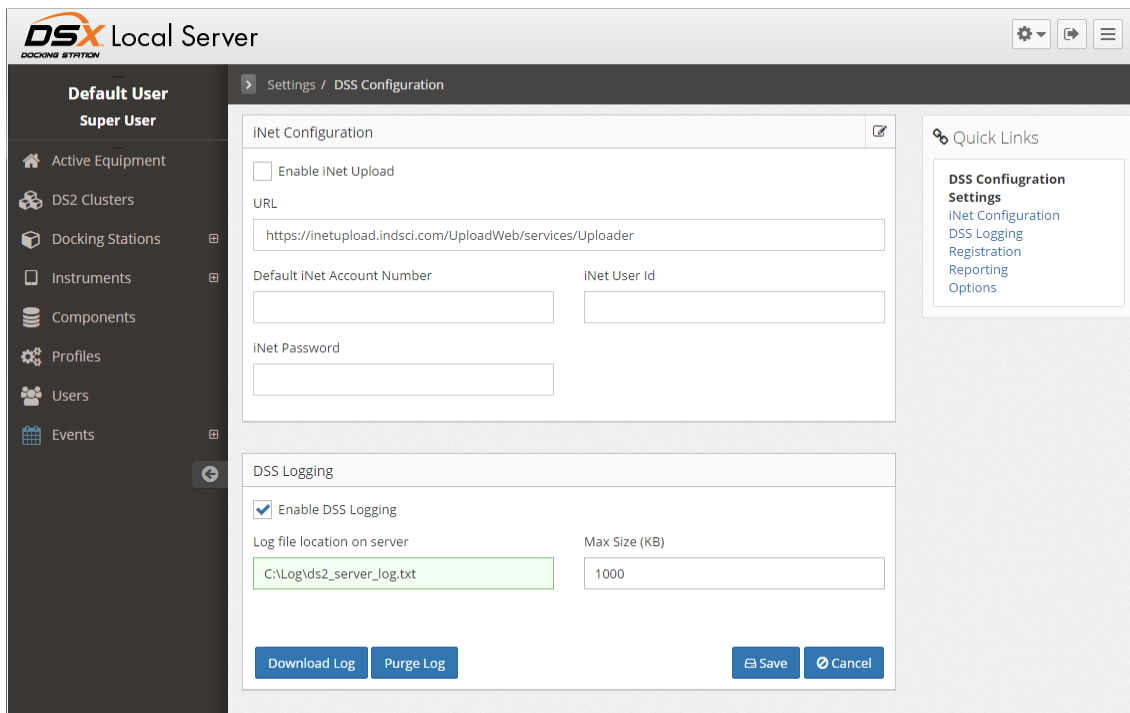 DSX Local Server
DOCKING STATION
Default User
Super User
Active Equipment
DS2 Clusters
Docking Stations
Instruments
Components
Profiles
Users
Events
Settings / DSS Configuration
iNet Configuration
Enable iNet Upload
URL
https://inetupload.indsci.com/UploadWeb/services/Uploader
Default iNet Account Number
iNet User Id
iNet Password
DSS Logging
Enable DSS Logging
Log file location on server
Max Size (KB)
C:\Log\ds2_server_log.txt
1000
Download Log
Purge Log
Save
Cancel
Quick Links
DSS Confiugration
Settings
iNet Configuration
DSS Logging
Registration
Reporting
Options